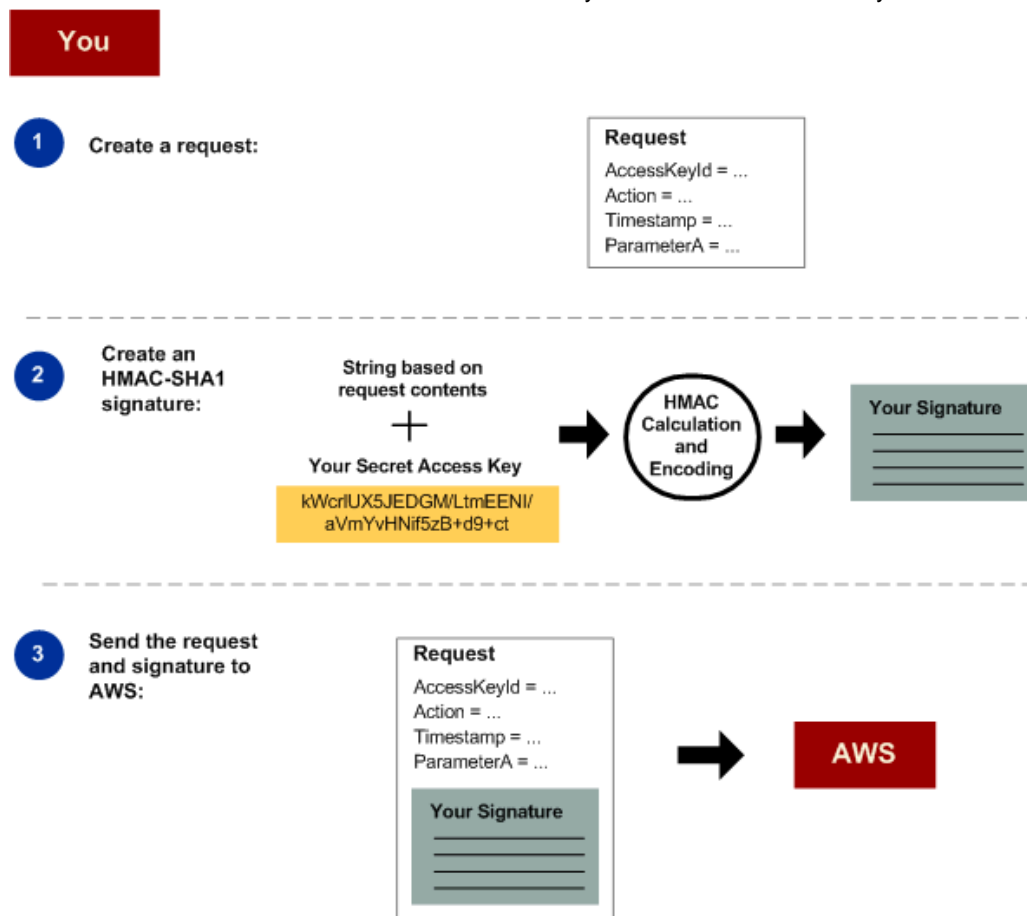 You
1
Create a request:
Request
AccessKeyId = ...
Action = ...
Timestamp = ...
ParameterA = ...
2
Create an
HMAC-SHA1
signature:
String based on
request contents
+
Your Secret Access Key
kWcrlUX5JEDGM/LtmEENI/
aVmYvHNif5zB+d9+ct
HMAC
Calculation
and
Encoding
Your Signature
3
Send the request
and signature to
AWS:
Request
AccessKeyId = ...
Action = ...
Timestamp = ...
ParameterA = ...
Your Signature
AWS